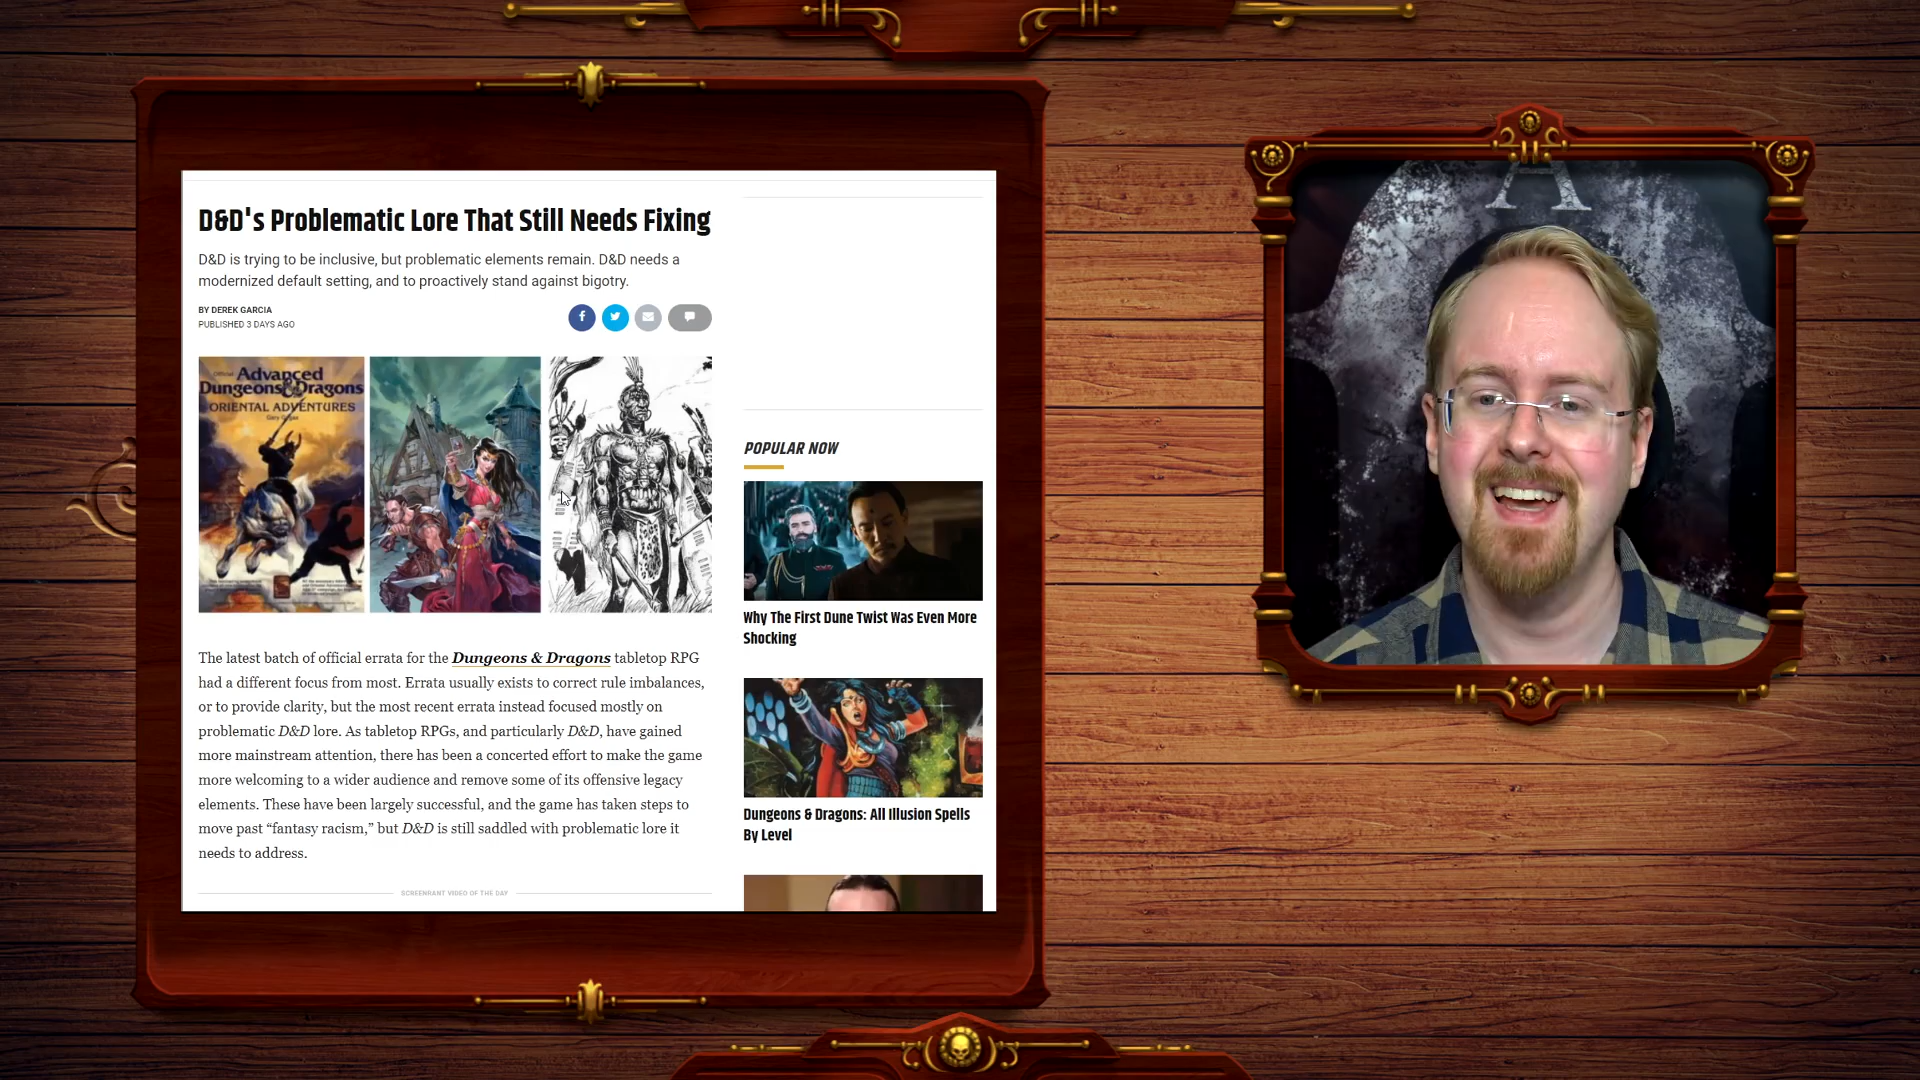 D&D's Problematic Lore That Still Needs Fixing
D&D is trying to be inclusive, but problematic elements remain. D&D needs a
modernized default setting, and to proactively stand against bigotry.
BY DEREK GARCIA
PUBLISHED 3 DAYS AGO
Official
Advanced
Dungeons & Dragons
ORIENTAL ADVENTURES
Gary Gygax
The latest batch of official errata for the Dungeons & Dragons tabletop RPG
had a different focus from most. Errata usually exists to correct rule imbalances,
or to provide clarity, but the most recent errata instead focused mostly on
problematic D&D lore. As tabletop RPGs, and particularly D&D, have gained
more mainstream attention, there has been a concerted effort to make the game
more welcoming to a wider audience and remove some of its offensive legacy
elements. These have been largely successful, and the game has taken steps to
move past “fantasy racism,” but D&D is still saddled with problematic lore it
needs to address.
SCREENRANT VIDEO OF THE DAY
POPULAR NOW
Why The First Dune Twist Was Even More
Shocking
Dungeons & Dragons: All Illusion Spells
By Level
A